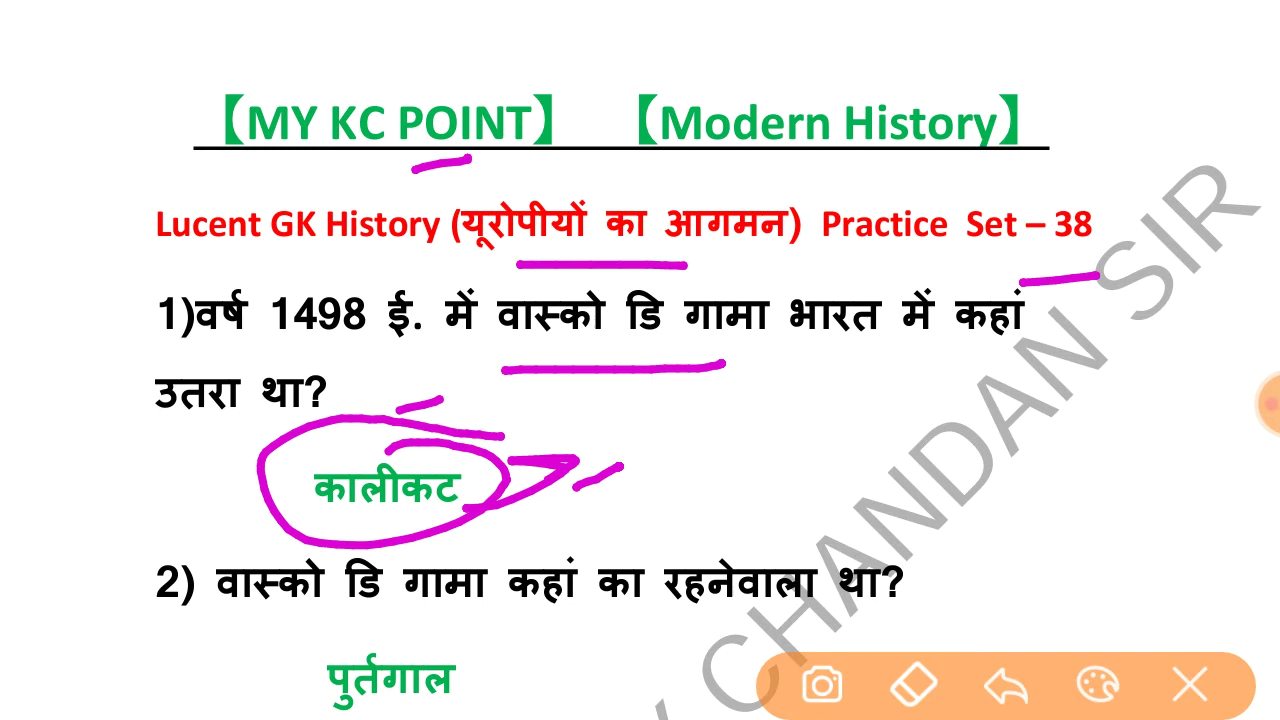 【MY KC POINT】 【Modern History】
Lucent GK History (यूरोपीयों का आगमन) Practice Set – 38
1)वर्ष 1498 ई. में वास्को डि गामा भारत में कहां
उतरा था?
कालीकट
2) वास्को डि गामा कहां का रहनेवाला था?
पुर्तगाल
CHANDAN SIR